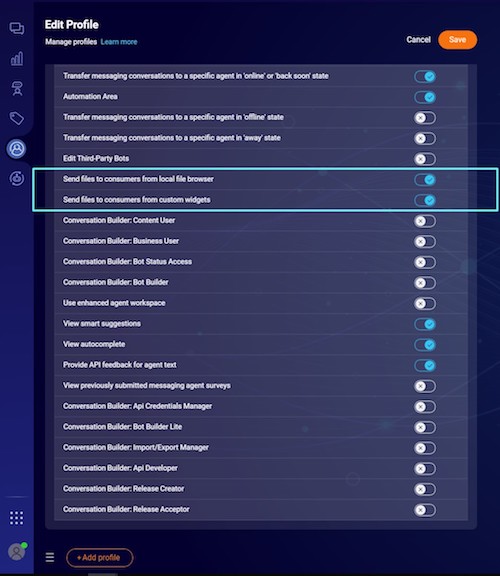 Edit Profile
Manage profiles Learn more
Cancel Save
Transfer messaging conversations to a specific agent in 'online' or 'back soon' state
Automation Area
Transfer messaging conversations to a specific agent in 'offline' state
Transfer messaging conversations to a specific agent in 'away' state
Edit Third-Party Bots
Send files to consumers from local file browser
Send files to consumers from custom widgets
Conversation Builder: Content User
Conversation Builder: Business User
Conversation Builder: Bot Status Access
Conversation Builder: Bot Builder
Use enhanced agent workspace
View smart suggestions
View autocomplete
Provide API feedback for agent text
View previously submitted messaging agent surveys
Conversation Builder: Api Credentials Manager
Conversation Builder: Bot Builder Lite
Conversation Builder: Import/Export Manager
Conversation Builder: Api Developer
Conversation Builder: Release Creator
Conversation Builder: Release Acceptor
+ Add profile